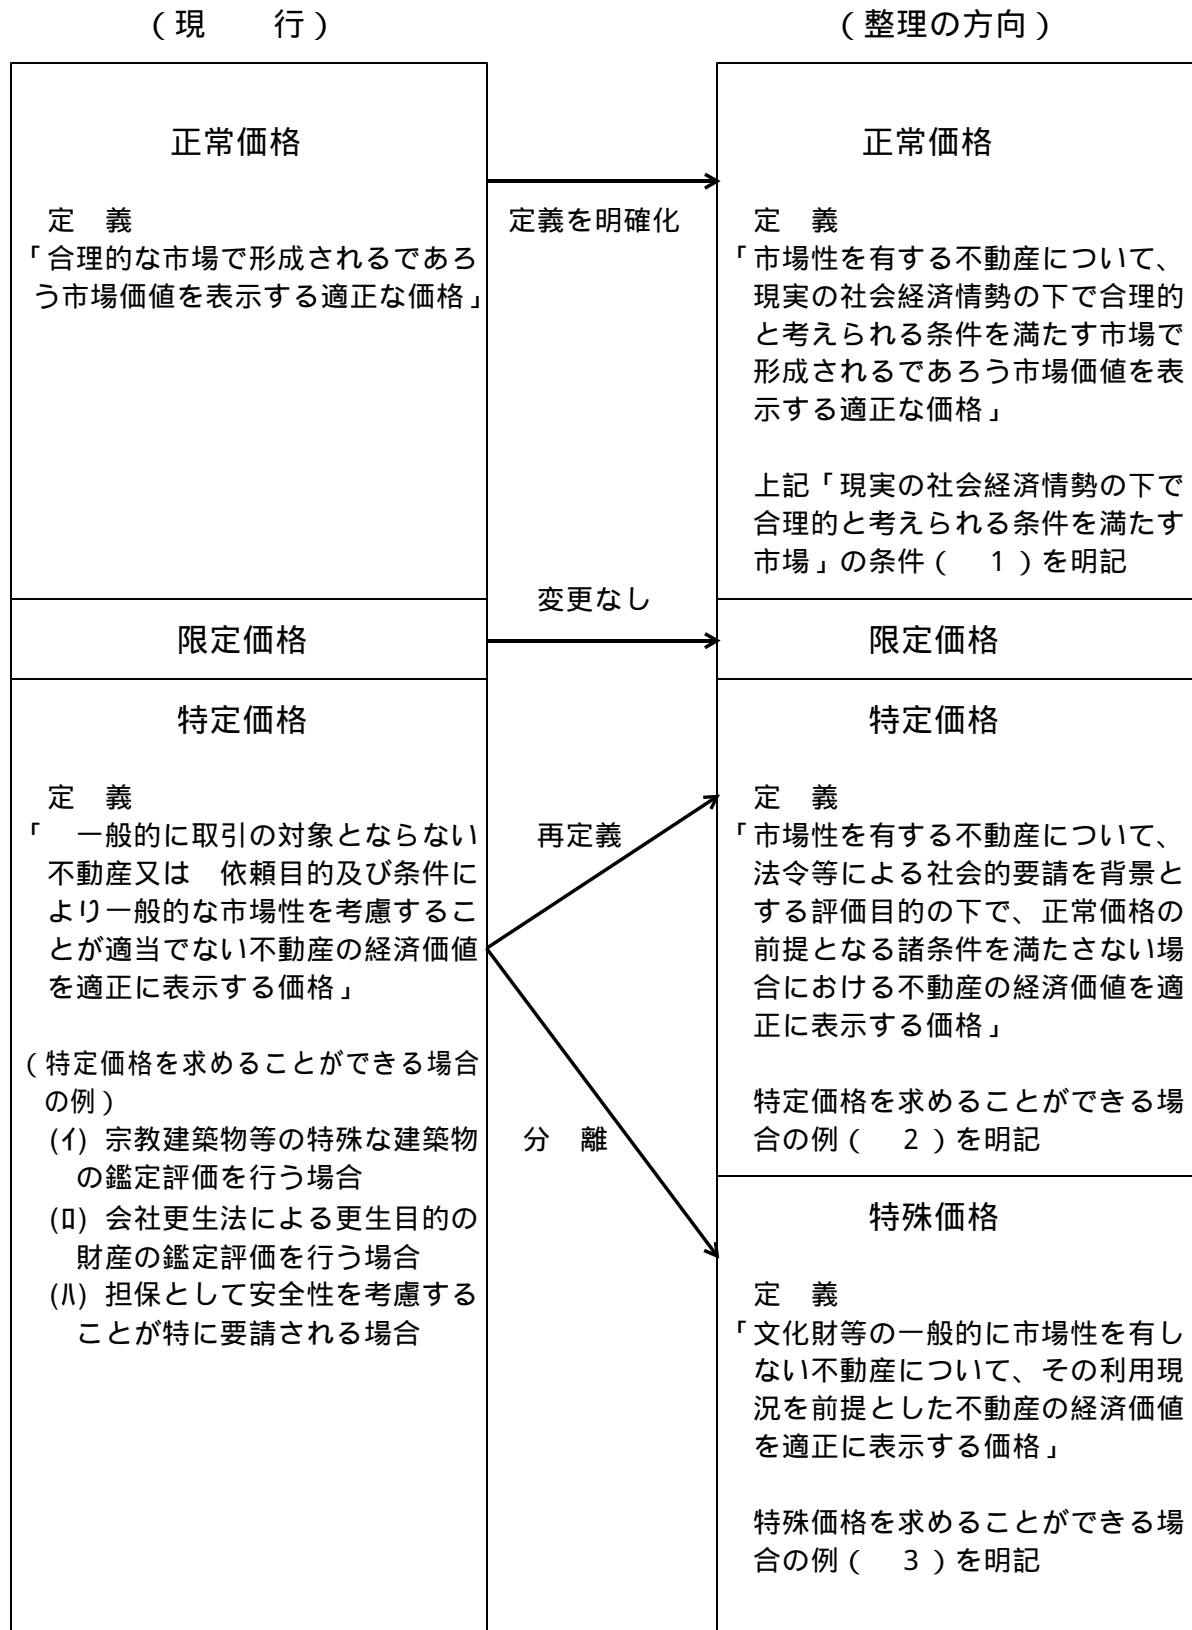 （現　　行）
正常価格
定　義
「合理的な市場で形成されるであろ
う市場価値を表示する適正な価格」
限定価格
特定価格
定　義
「　一般的に取引の対象とならない
不動産又は　依頼目的及び条件に
より一般的な市場性を考慮するこ
とが適当でない不動産の経済価値
を適正に表示する価格」
（特定価格を求めることができる場合
の例）
(ｲ) 宗教建築物等の特殊な建築物
の鑑定評価を行う場合
(ﾛ) 会社更生法による更生目的の
財産の鑑定評価を行う場合
(ﾊ) 担保として安全性を考慮する
ことが特に要請される場合
定義を明確化
変更なし
再定義
分　離
（整理の方向）
正常価格
定　義
「市場性を有する不動産について、
現実の社会経済情勢の下で合理的
と考えられる条件を満たす市場で
形成されるであろう市場価値を表
示する適正な価格」
上記「現実の社会経済情勢の下で
合理的と考えられる条件を満たす
市場」の条件（　1）を明記
限定価格
特定価格
定　義
「市場性を有する不動産について、
法令等による社会的要請を背景と
する評価目的の下で、正常価格の
前提となる諸条件を満たさない場
合における不動産の経済価値を適
正に表示する価格」
特定価格を求めることができる場
合の例（　2）を明記
特殊価格
定　義
「文化財等の一般的に市場性を有し
ない不動産について、その利用現
況を前提とした不動産の経済価値
を適正に表示する価格」
特殊価格を求めることができる場
合の例（　3）を明記